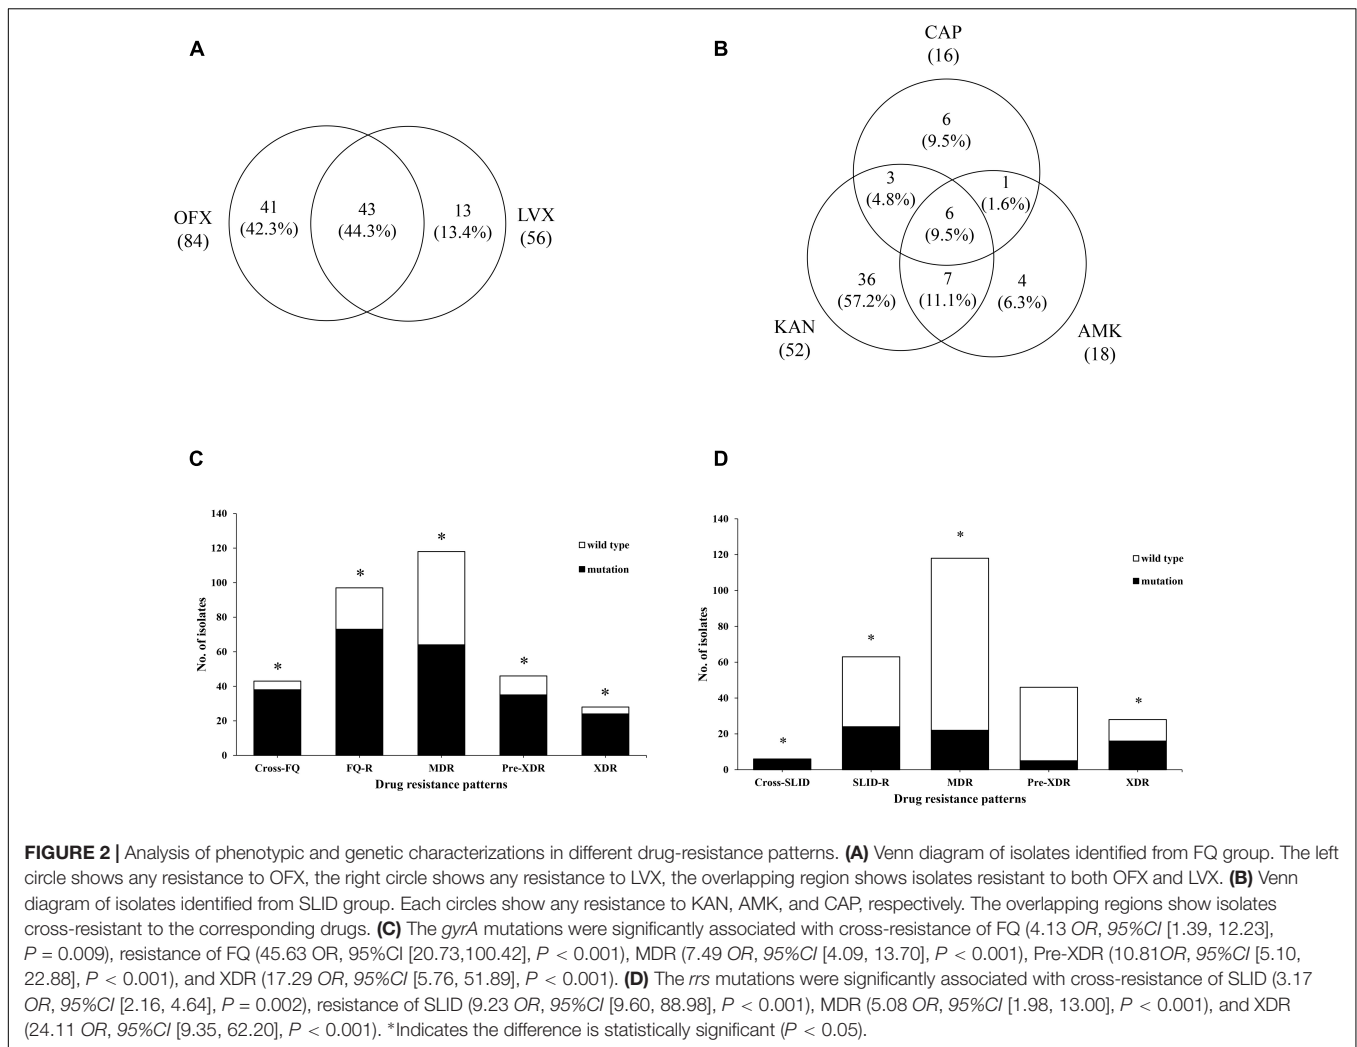 A
OFX
(84)
41
(42.3%)
43
(44.3%)
13
(13.4%)
LVX
(56)
B
CAP
(16)
6
(9.5%)
3
(4.8%)
1
(1.6%)
6
(9.5%)
36
(57.2%)
7
(11.1%)
4
(6.3%)
KAN
(52)
AMK
(18)
C
No. of isolates
140
120
100
80
60
40
20
0
*
*
*
*
*
wild type
mutation
Cross-FQ
FQ-R
MDR
Pre-XDR
XDR
Drug resistance patterns
D
No. of isolates
140
120
100
80
60
40
20
0
*
*
*
*
wild type
mutation
Cross-SLID
SLID-R
MDR
Pre-XDR
XDR
Drug resistance patterns
FIGURE 2 | Analysis of phenotypic and genetic characterizations in different drug-resistance patterns. (A) Venn diagram of isolates identified from FQ group. The left
circle shows any resistance to OFX, the right circle shows any resistance to LVX, the overlapping region shows isolates resistant to both OFX and LVX. (B) Venn
diagram of isolates identified from SLID group. Each circles show any resistance to KAN, AMK, and CAP, respectively. The overlapping regions show isolates
cross-resistant to the corresponding drugs. (C) The gyrA mutations were significantly associated with cross-resistance of FQ (4.13 OR, 95%CI [1.39, 12.23],
P = 0.009), resistance of FQ (45.63 OR, 95%CI [20.73,100.42], P < 0.001), MDR (7.49 OR, 95%CI [4.09, 13.70], P < 0.001), Pre-XDR (10.81OR, 95%CI [5.10,
22.88], P < 0.001), and XDR (17.29 OR, 95%CI [5.76, 51.89], P < 0.001). (D) The rrs mutations were significantly associated with cross-resistance of SLID (3.17
OR, 95%CI [2.16, 4.64], P = 0.002), resistance of SLID (9.23 OR, 95%CI [9.60, 88.98], P < 0.001), MDR (5.08 OR, 95%CI [1.98, 13.00], P < 0.001), and XDR
(24.11 OR, 95%CI [9.35, 62.20], P < 0.001). *Indicates the difference is statistically significant (P < 0.05).